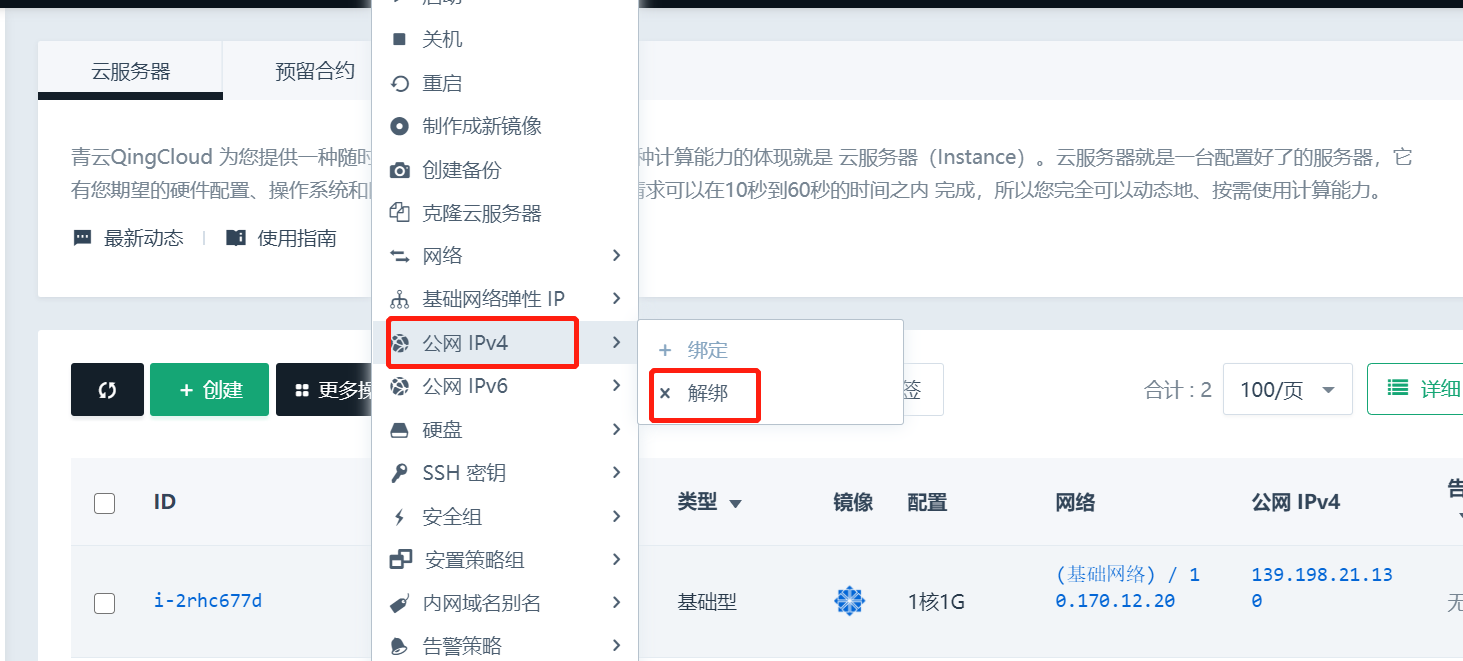 启动
关机
云服务器
预留合约
重启
制作成新镜像
青云QingCloud 为您提供一种随时
种计算能力的体现就是 云服务器（Instance）。云服务器就是一台配置好了的服务器，它
创建备份
有您期望的硬件配置、操作系统和
请求可以在10秒到60秒的时间之内 完成，所以您完全可以动态地、按需使用计算能力。
克隆云服务器
最新动态
使用指南
网络
基础网络弹性 IP
公网 IPv4
绑定
公网 IPv6
解绑
创建
更多操
签
合计 : 2
100/页
详细
硬盘
SSH 密钥
ID
类型
镜像
配置
网络
公网 IPv4
告
安全组
安置策略组
i-2rhc677d
内网域名别名
基础型
1核1G
(基础网络) / 1
0.170.12.20
139.198.21.13
0
无
告警策略